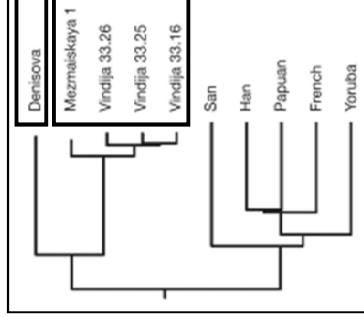 Denisova
Mezmaiskaya 1
Vindija 33.26
Vindija 33.25
Vindija 33.16
San
Han
Papuan
French
Yoruba